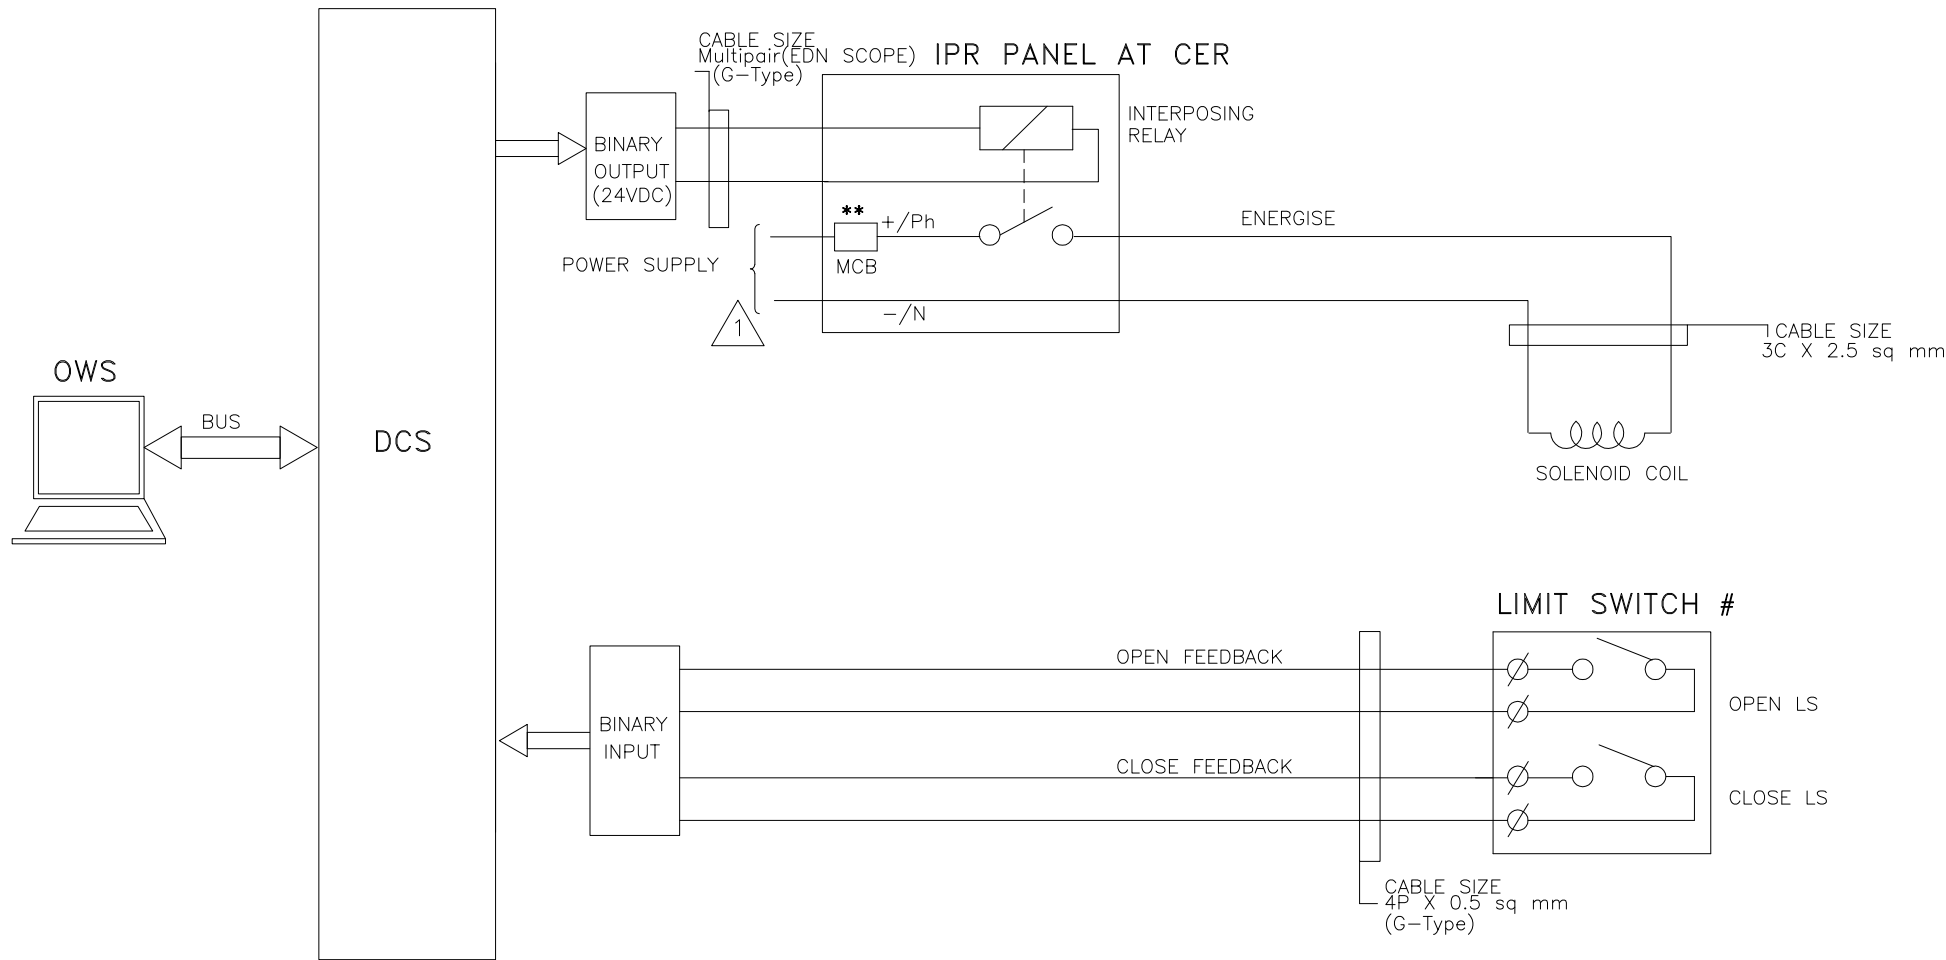 CABLE SIZE
Multipair(EDN SCOPE)
(G-Type)
IPR PANEL AT CER
INTERPOSING
RELAY
BINARY
OUTPUT
(24VDC)
**
+/Ph
MCB
ENERGISE
POWER SUPPLY
1
-/N
CABLE SIZE
3C X 2.5 sq mm
OWS
BUS
DCS
SOLENOID COIL
LIMIT SWITCH #
OPEN FEEDBACK
OPEN LS
BINARY
INPUT
CLOSE FEEDBACK
CLOSE LS
CABLE SIZE
4P X 0.5 sq mm
(G-Type)